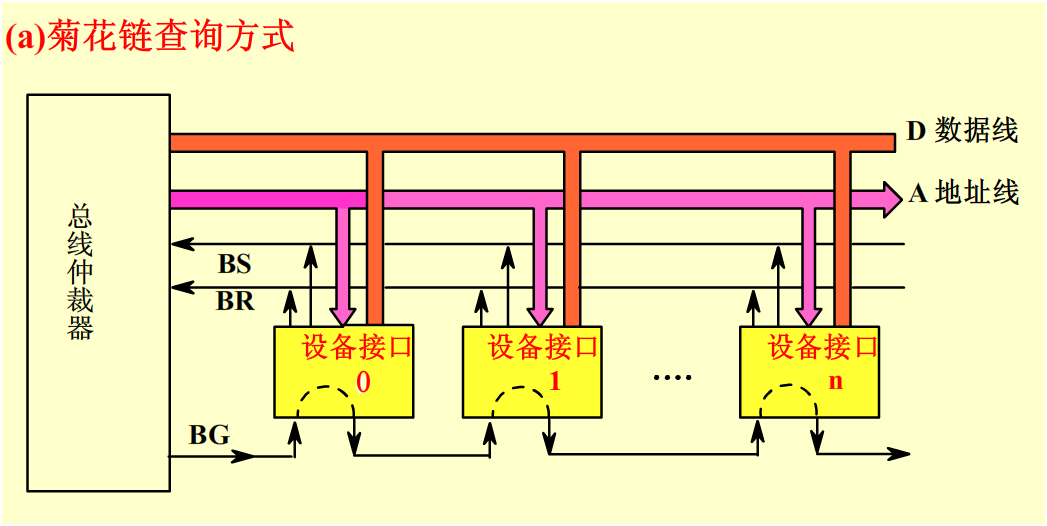 (a)菊花链查询方式
D 数据线
A 地址线
总线仲裁器
BS
BR
设备接口
0
设备接口
1
....
设备接口
n
BG